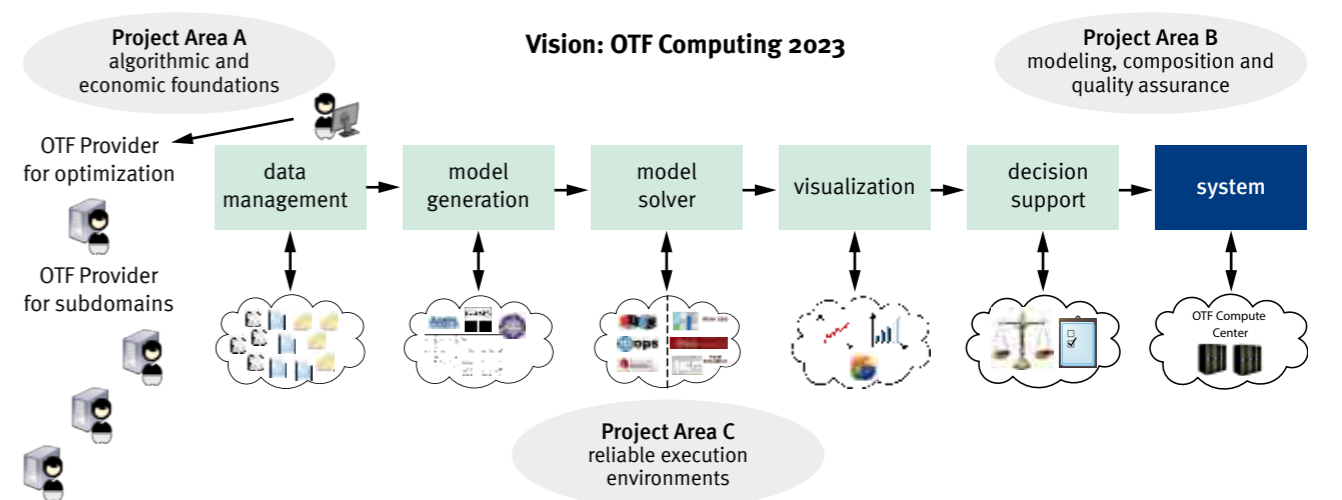 Project Area A
algorithmic and
economic foundations
Vision: OTF Computing 2023
Project Area B
modeling, composition and
quality assurance
OTF Provider
for optimization
data
management
model
generation
model
solver
visualization
decision
support
system
OTF Provider
for subdomains
OTF Compute
Center
ops
Project Area C
reliable execution
environments